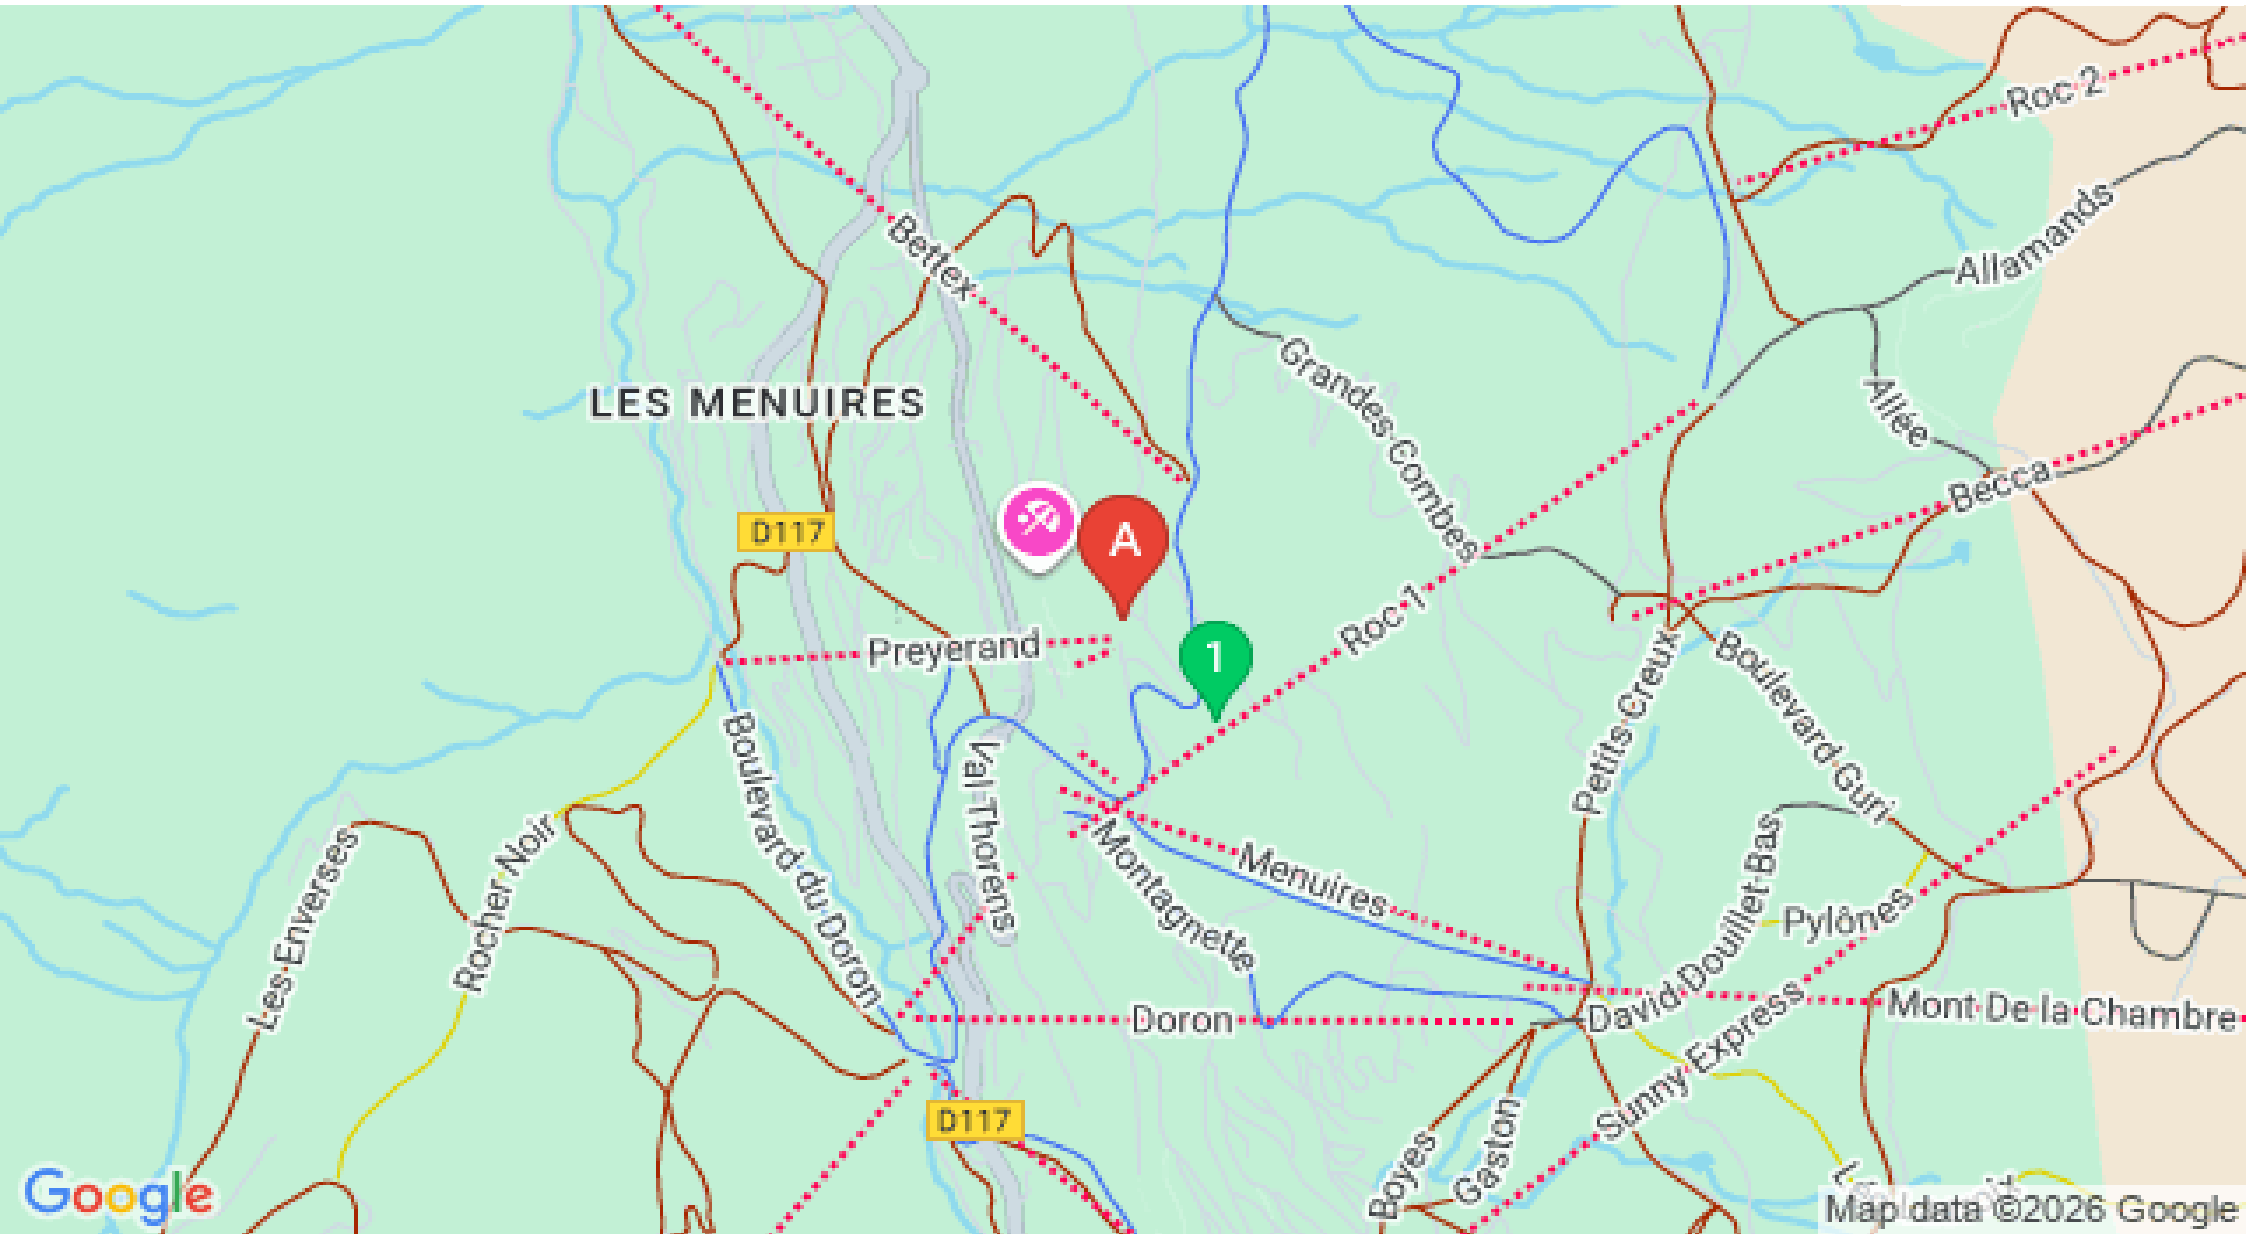 Roc 2
Allamands
Bettex
Grandes Combes
LES MENUIRES
Allée
Becca
D117
A
Roc 1
Preyerand
1
Petits Creux
Boulevard Guri
Boulevard du Doron
Val Thorens
Les Enverses
Rocher Noir
Montagnette
Menuires
David Douillet Bas
Pylônes
Doron
Mont De la Chambre
Sunny Express
D117
Boyes
Gaston
Google
Map data ©2026 Google